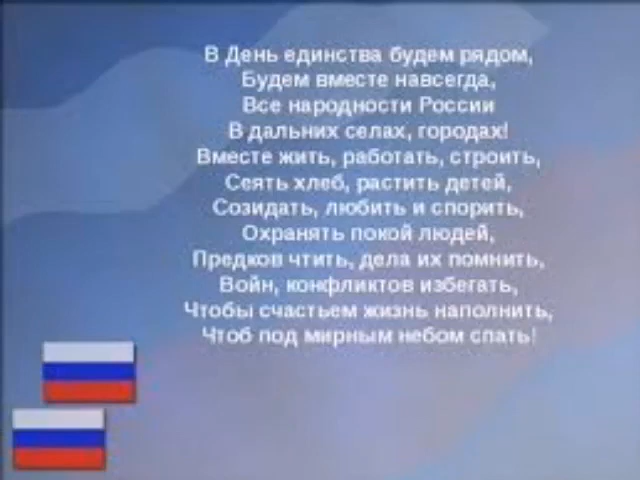 В День единства будем рядом,
Будем вместе навсегда,
Все народности России
В дальних селах, городах!
Вместе жить, работать, строить,
Сеять хлеб, растить детей,
Созидать, любить и спорить,
Охранять покой людей,
Предков чтить, дела их помнить,
Войн, конфликтов избегать,
Чтобы счастьем жизнь наполнить,
Чтоб под мирным небом спать!